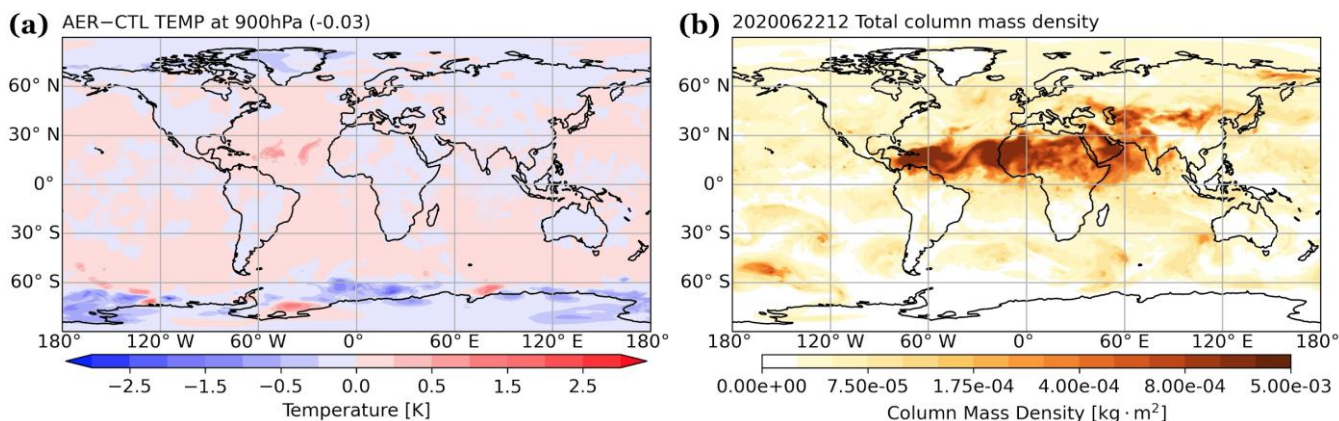 (a) AER−CTL TEMP at 900hPa (-0.03)
60° N
30° N
0°
30° S
60° S
180° 120° W 60° W 0° 60° E 120° E 180°
−2.5 −1.5 −0.5 0.0 0.5 1.5 2.5
Temperature [K]
(b) 2020062212 Total column mass density
60° N
30° N
0°
30° S
60° S
180° 120° W 60° W 0° 60° E 120° E 180°
0.00e+00 7.50e-05 1.75e-04 4.00e-04 8.00e-04 5.00e-03
Column Mass Density [kg · m²]